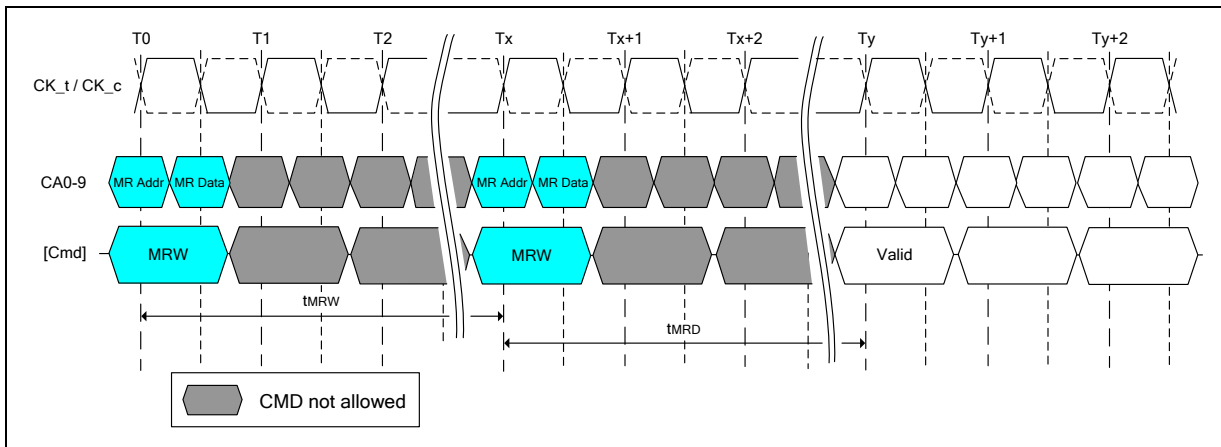 T0 T1 T2 Tx Tx+1 Tx+2 Ty Ty+1 Ty+2
CK_t / CK_c
CA0-9 MR Addr MR Data MR Addr MR Data
[Cmd] MRW MRW Valid
tMRW
tMRD
CMD not allowed